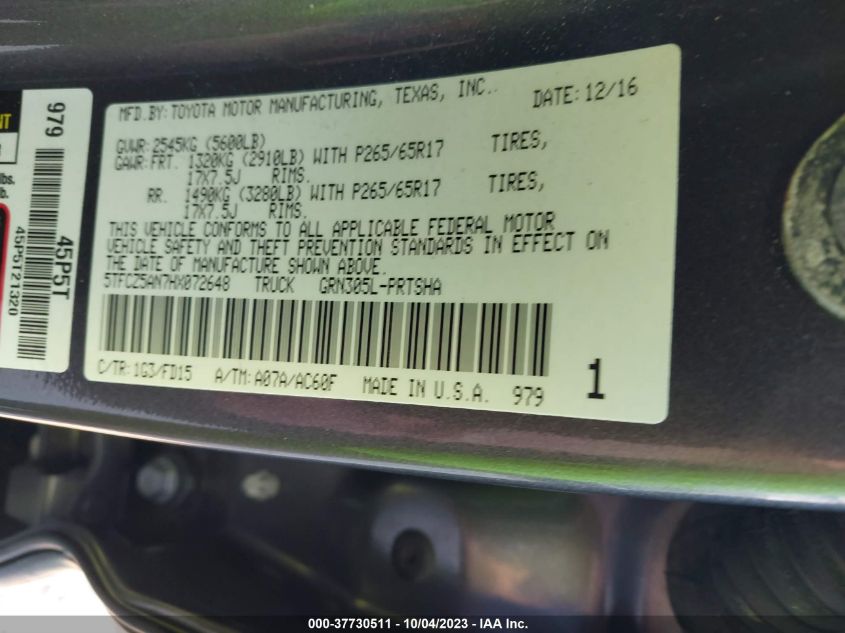 MFD.BY:TOYOTA MOTOR MANUFACTURING, TEXAS, INC. DATE:12/16
GVWR:2545KG (5600LB)
GAWR:FRT. 1320KG (2910LB) WITH P265/65R17 TIRES,
17X7.5J RIMS.
RR. 1490KG (3280LB) WITH P265/65R17 TIRES,
17X7.5J RIMS.
THIS VEHICLE CONFORMS TO ALL APPLICABLE FEDERAL MOTOR
VEHICLE SAFETY AND THEFT PREVENTION STANDARDS IN EFFECT ON
THE DATE OF MANUFACTURE SHOWN ABOVE.
5TFCZ5AN7HX072648 TRUCK GRN305L-PRTSHA
C/TR:1G3/FD15 A/TM:A07A/AC60F MADE IN U.S.A. 979
1
979
45P5T
45P5T21320
lbs.
lb.
000-37730511 - 10/04/2023 - IAA Inc.